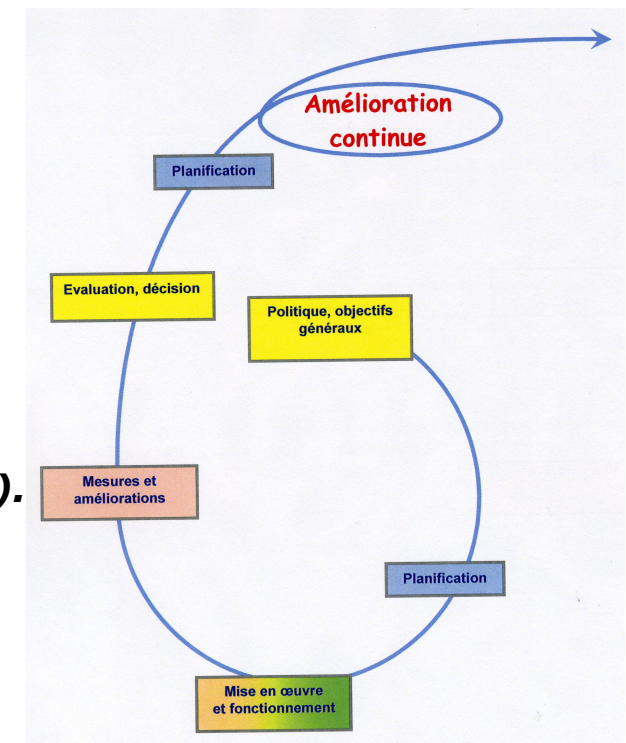 Amélioration
continue
Planification
Evaluation, décision
Politique, objectifs
généraux
Mesures et
améliorations
).
Planification
Mise en œuvre
et fonctionnement